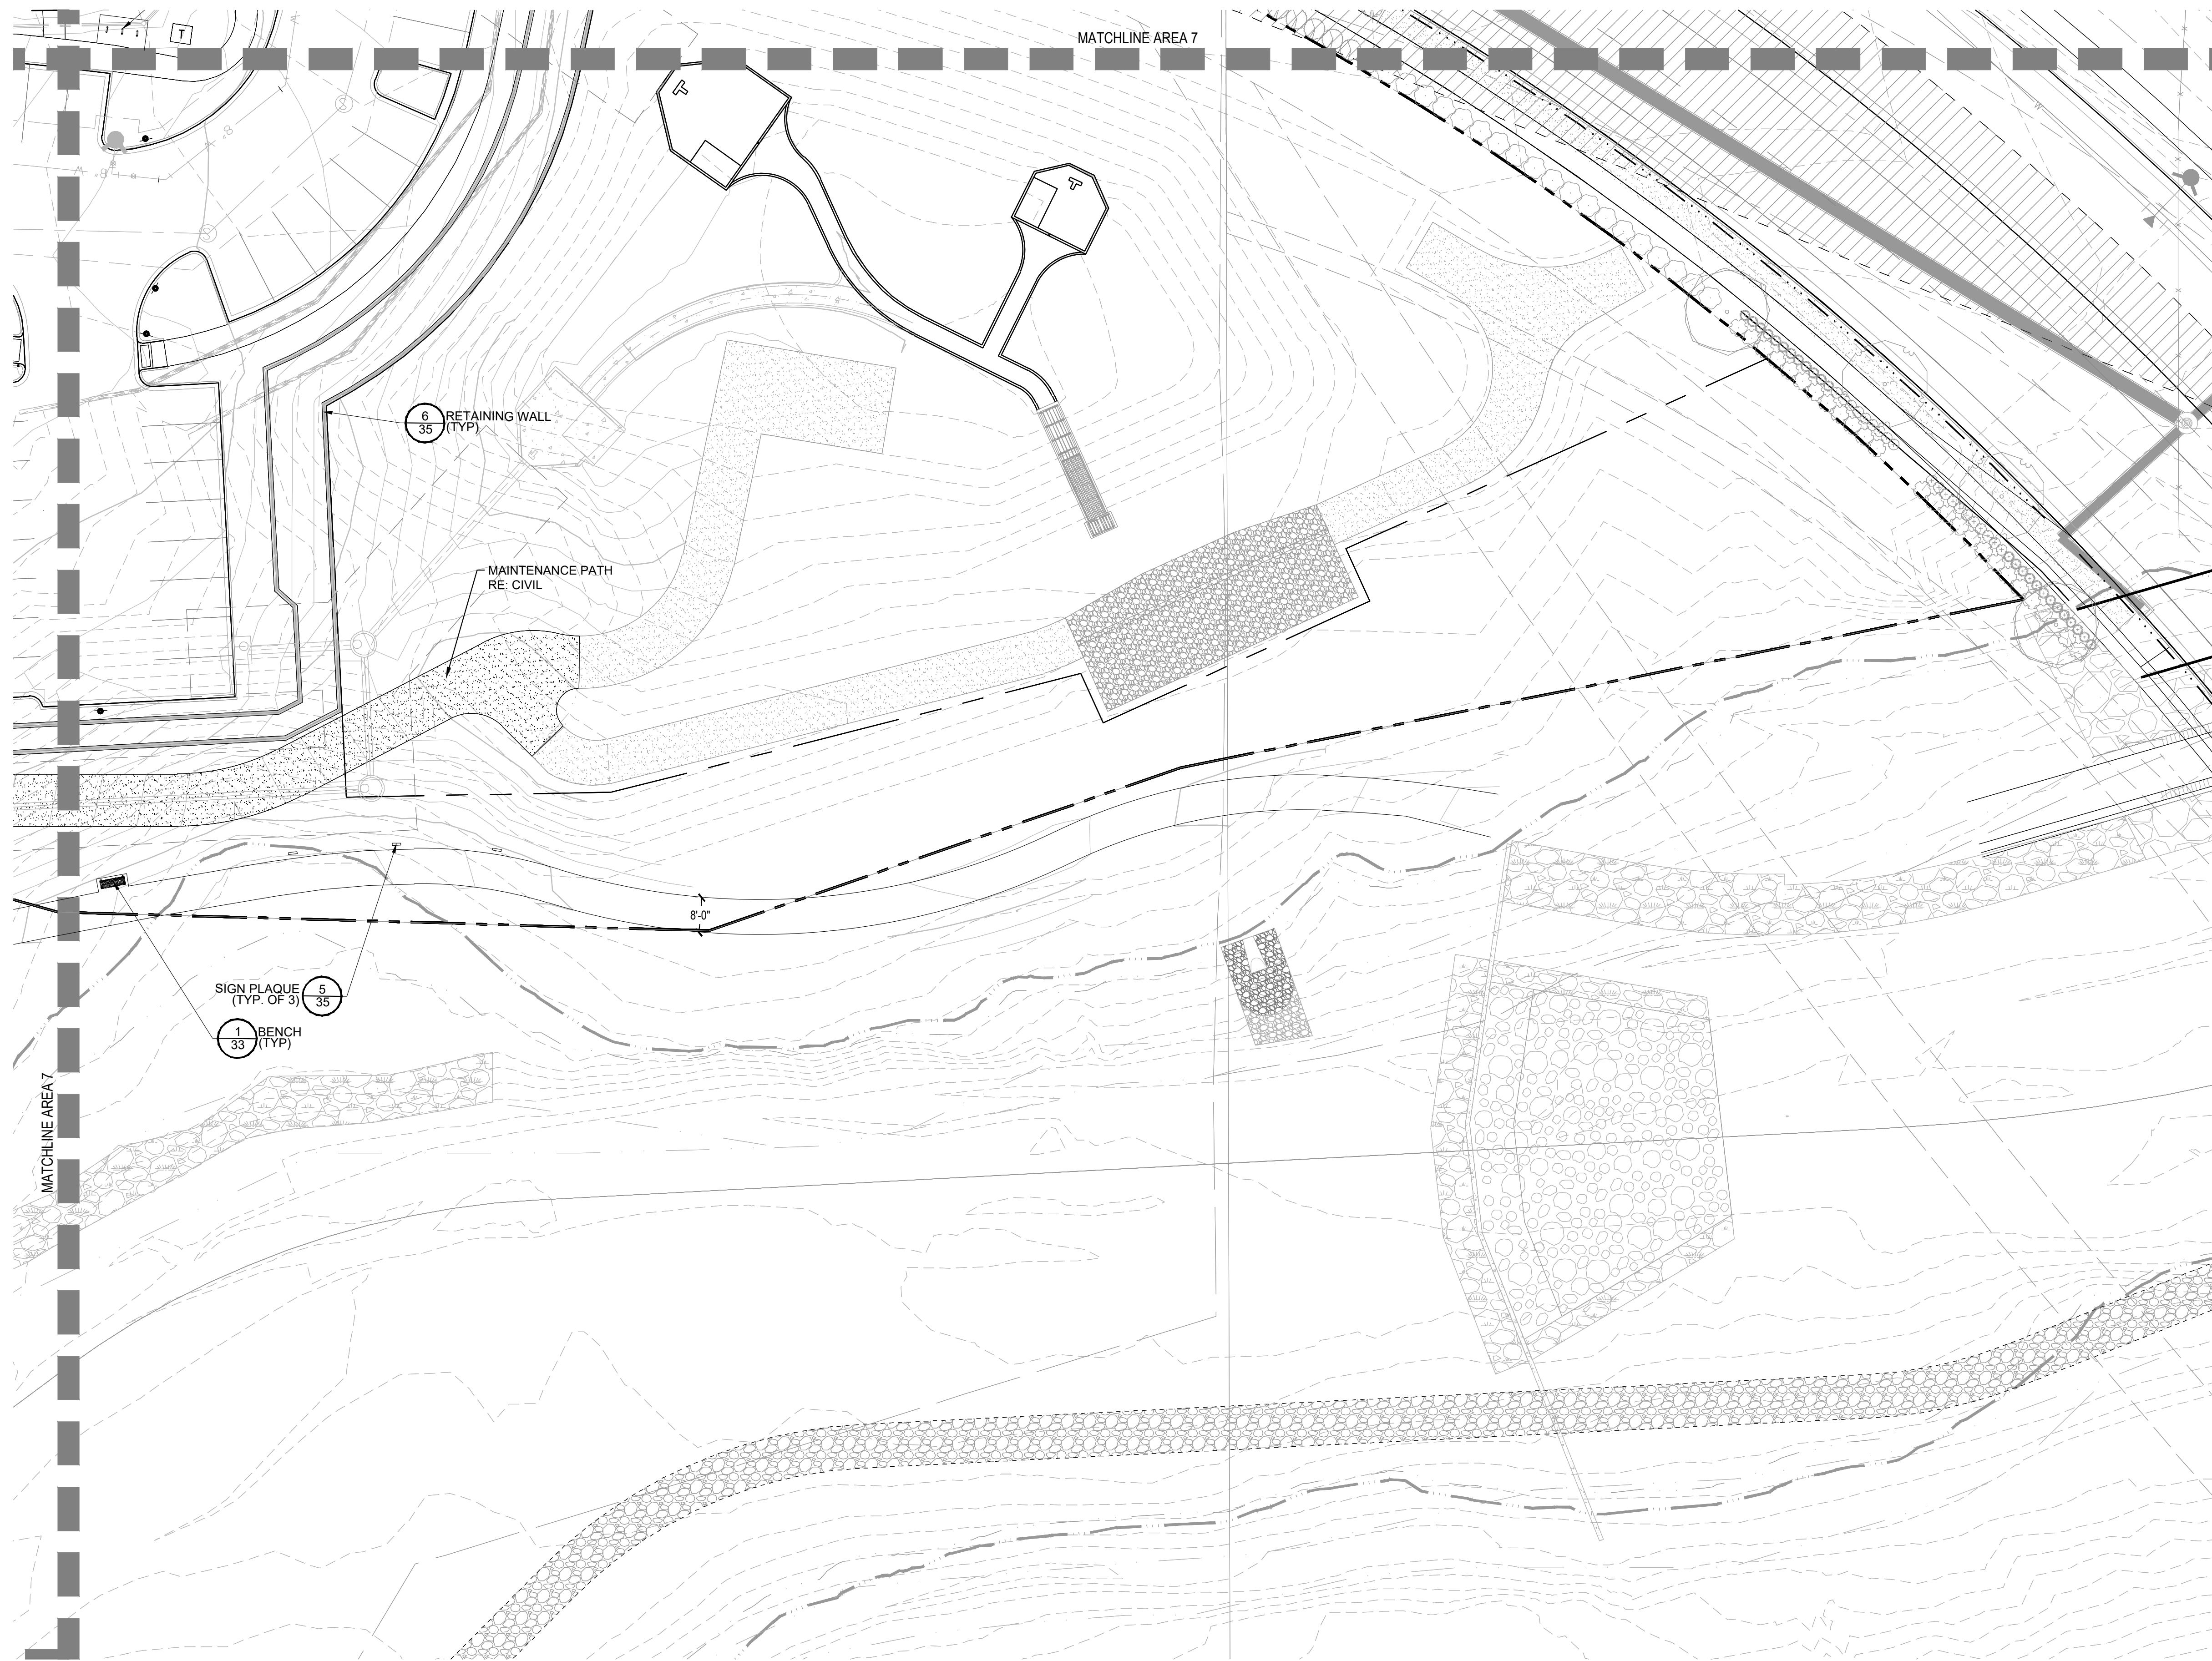 MATCHLINE AREA 7
T
6
35
RETAINING WALL
(TYP)
MAINTENANCE PATH
RE: CIVIL
8'-0"
SIGN PLAQUE
(TYP. OF 3)
5
35
1
33
BENCH
(TYP)
MATCHLINE AREA 7